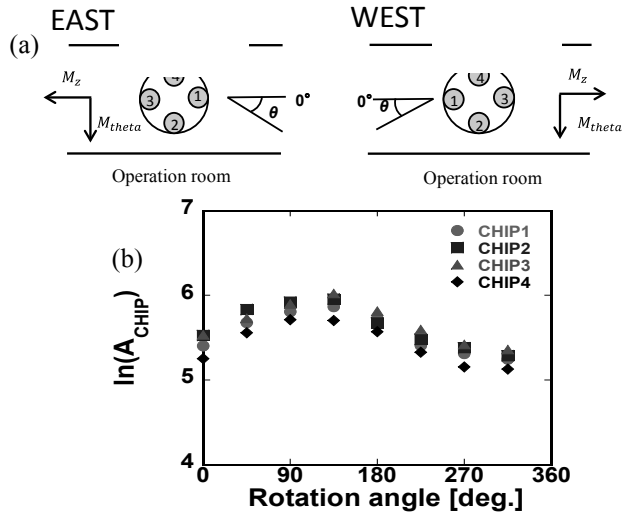 EAST
WEST
(a)
M_z
M_theta
4
3
1
2
0°
θ
Operation room
0°
θ
4
1
3
2
M_z
M_theta
Operation room
(b)
7
6
5
4
ln(A_CHIP)
CHIP1
CHIP2
CHIP3
CHIP4
0
90
180
270
360
Rotation angle [deg.]